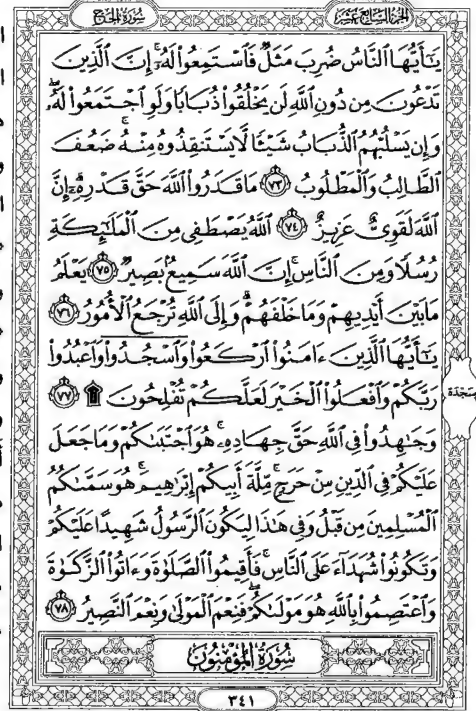 الجزء السابع عشر
سورة الحج
يَٰٓأَيُّهَا ٱلنَّاسُ ضُرِبَ مَثَلٞ فَٱسۡتَمِعُواْ لَهُۥٓۚ إِنَّ ٱلَّذِينَ
تَدۡعُونَ مِن دُونِ ٱللَّهِ لَن يَخۡلُقُواْ ذُبَابٗا وَلَوِ ٱجۡتَمَعُواْ لَهُۥۖ
وَإِن يَسۡلُبۡهُمُ ٱلذُّبَابُ شَيۡـٔٗا لَّا يَسۡتَنقِذُوهُ مِنۡهُۚ ضَعُفَ
ٱلطَّالِبُ وَٱلۡمَطۡلُوبُ ٧٣ مَا قَدَرُواْ ٱللَّهَ حَقَّ قَدۡرِهِۦٓۚ إِنَّ
ٱللَّهَ لَقَوِيٌّ عَزِيزٌ ٧٤ ٱللَّهُ يَصۡطَفِي مِنَ ٱلۡمَلَٰٓئِكَةِ
رُسُلٗا وَمِنَ ٱلنَّاسِۚ إِنَّ ٱللَّهَ سَمِيعُۢ بَصِيرٞ ٧٥ يَعۡلَمُ
مَا بَيۡنَ أَيۡدِيهِمۡ وَمَا خَلۡفَهُمۡۚ وَإِلَى ٱللَّهِ تُرۡجَعُ ٱلۡأُمُورُ ٧٦
يَٰٓأَيُّهَا ٱلَّذِينَ ءَامَنُواْ ٱرۡكَعُواْ وَٱسۡجُدُواْۤ وَٱعۡبُدُواْ
رَبَّكُمۡ وَٱفۡعَلُواْ ٱلۡخَيۡرَ لَعَلَّكُمۡ تُفۡلِحُونَ ۩ ٧٧
سجدة
وَجَٰهِدُواْ فِي ٱللَّهِ حَقَّ جِهَادِهِۦۚ هُوَ ٱجۡتَبَىٰكُمۡ وَمَا جَعَلَ
عَلَيۡكُمۡ فِي ٱلدِّينِ مِنۡ حَرَجٖۚ مِّلَّةَ أَبِيكُمۡ إِبۡرَٰهِيمَۚ هُوَ سَمَّىٰكُمُ
ٱلۡمُسۡلِمِينَ مِن قَبۡلُ وَفِي هَٰذَا لِيَكُونَ ٱلرَّسُولُ شَهِيدًا عَلَيۡكُمۡ
وَتَكُونُواْ شُهَدَآءَ عَلَى ٱلنَّاسِۚ فَأَقِيمُواْ ٱلصَّلَوٰةَ وَءَاتُواْ ٱلزَّكَوٰةَ
وَٱعۡتَصِمُواْ بِٱللَّهِ هُوَ مَوۡلَىٰكُمۡۖ فَنِعۡمَ ٱلۡمَوۡلَىٰ وَنِعۡمَ ٱلنَّصِيرُ ٧٨
سورة المؤمنون
٣٤١